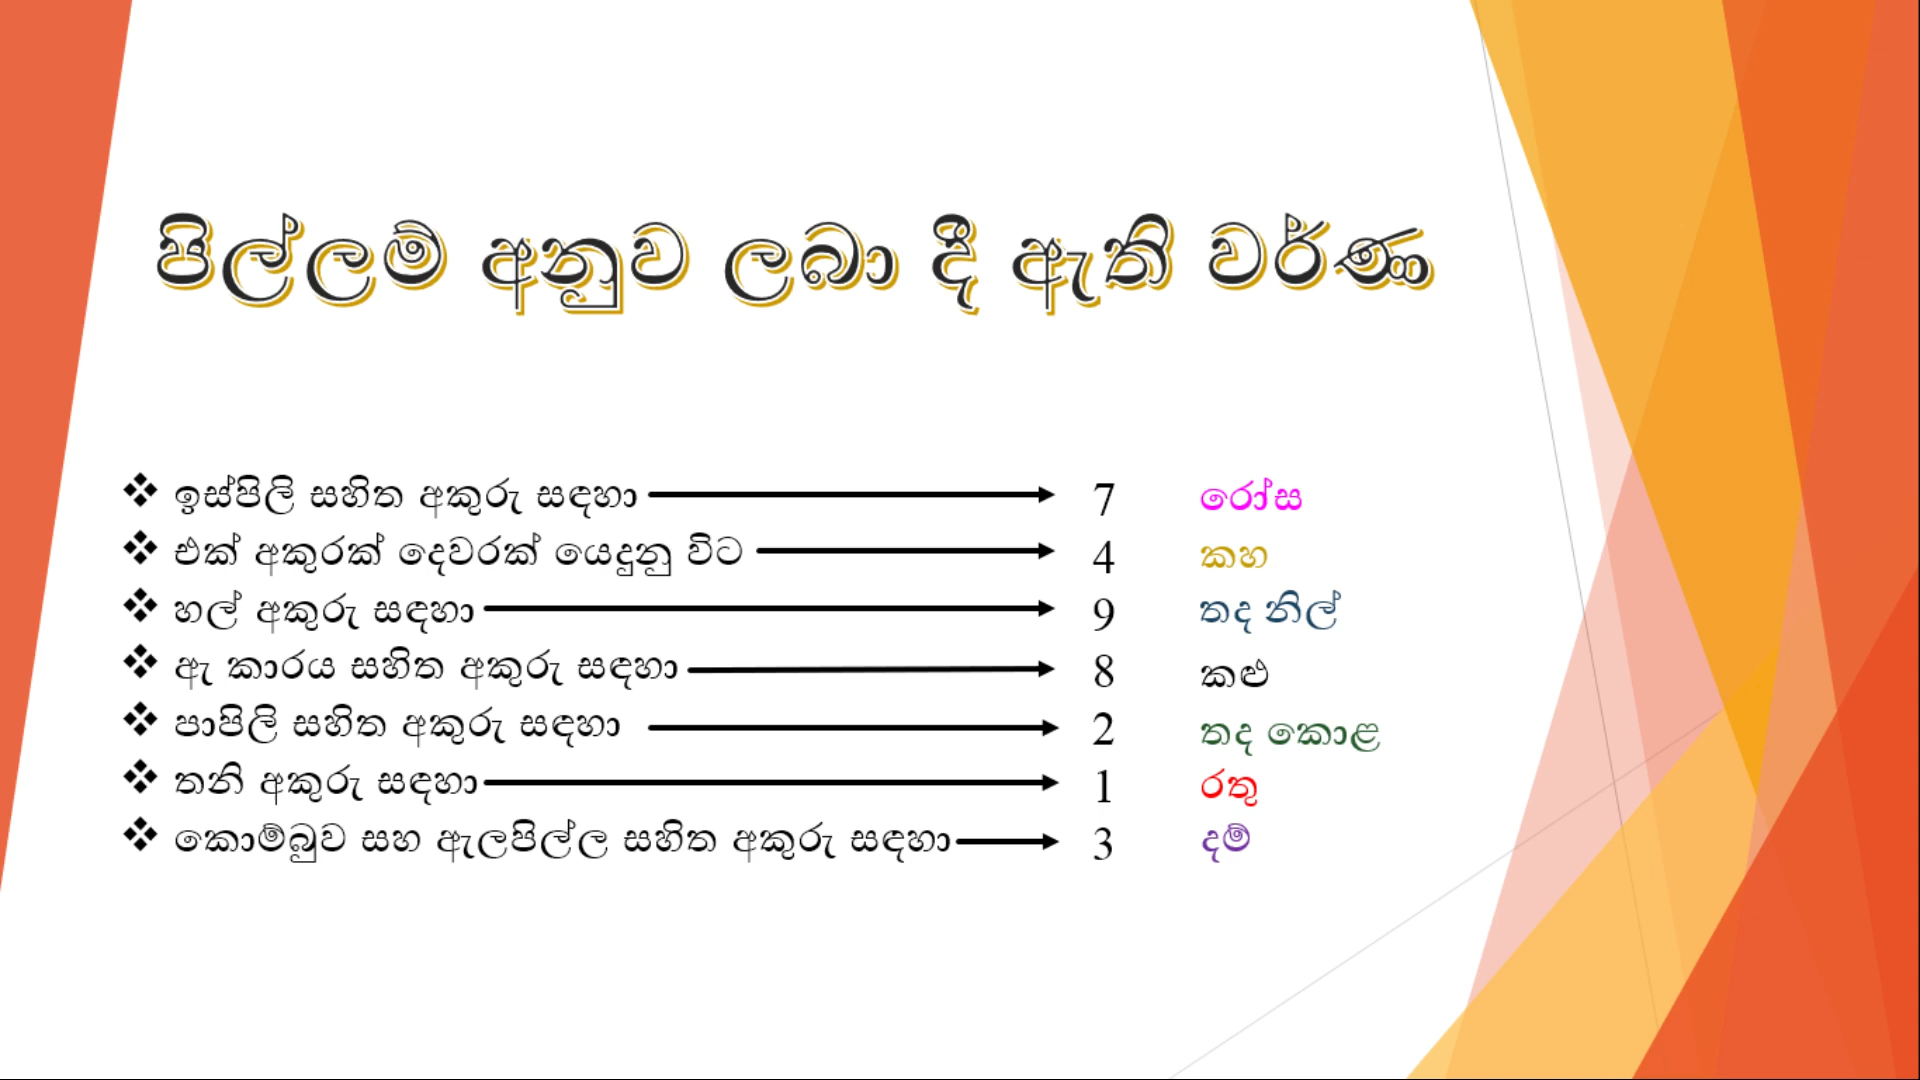 පිල්ලම් අනුව ලබා දී ඇති වර්ණ
❖ ඉස්පිලි සහිත අකුරු සඳහා 7 රෝස
❖ එක් අකුරක් දෙවරක් යෙදුනු විට 4 කහ
❖ හල් අකුරු සඳහා 9 තද නිල්
❖ ඇ කාරය සහිත අකුරු සඳහා 8 කළු
❖ පාපිලි සහිත අකුරු සඳහා 2 තද කොළ
❖ තනි අකුරු සඳහා 1 රතු
❖ කොම්බුව සහ ඇලපිල්ල සහිත අකුරු සඳහා 3 දම්